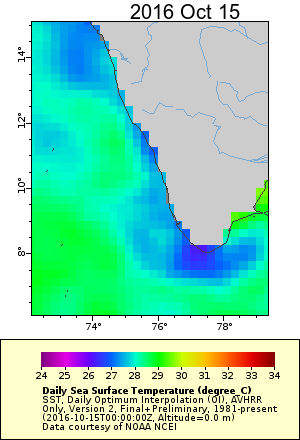 2016 Oct 15
14°
12°
10°
8°
74° 76° 78°
24 25 26 27 28 29 30 31 32 33 34
Daily Sea Surface Temperature (degree_C)
SST, Daily Optimum Interpolation (OI), AVHRR
Only, Version 2, Final+Preliminary, 1981-present
(2016-10-15T00:00:00Z, Altitude=0.0 m)
Data courtesy of NOAA NCEI